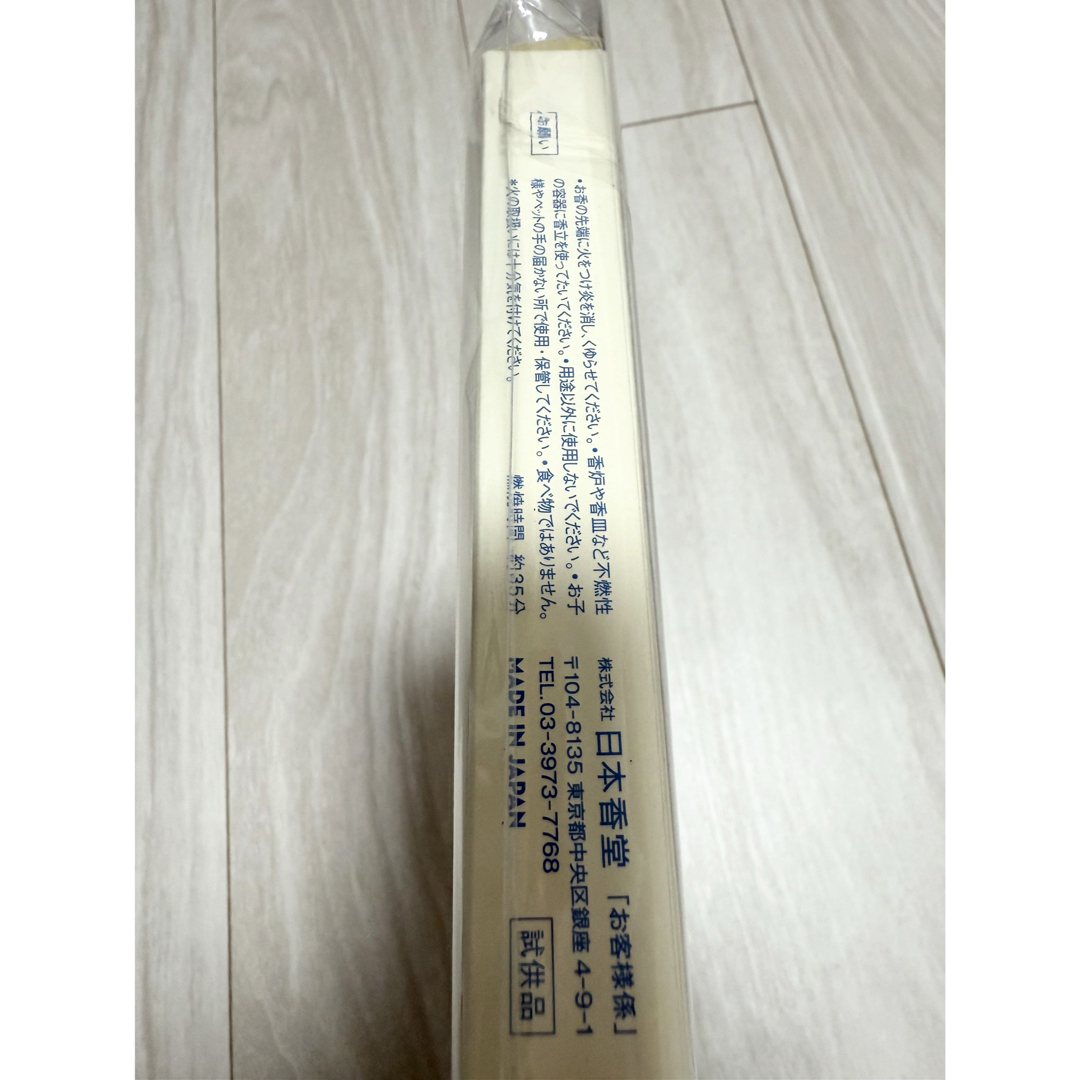 お願い
•お香の先端に火をつけ炎を消し、くゆらせてください。•香炉や香皿など不燃性
の容器に香立を使ってたいてください。•用途以外に使用しないでください。•お子
様やペットの手の届かない所で使用・保管してください。•食べ物ではありません。
*火の取扱いには十分気を付けてください。
燃焼時間 約35分
株式会社 日本香堂「お客様係」
〒104-8135 東京都中央区銀座 4-9-1
TEL.03-3973-7768
MADE IN JAPAN
試供品